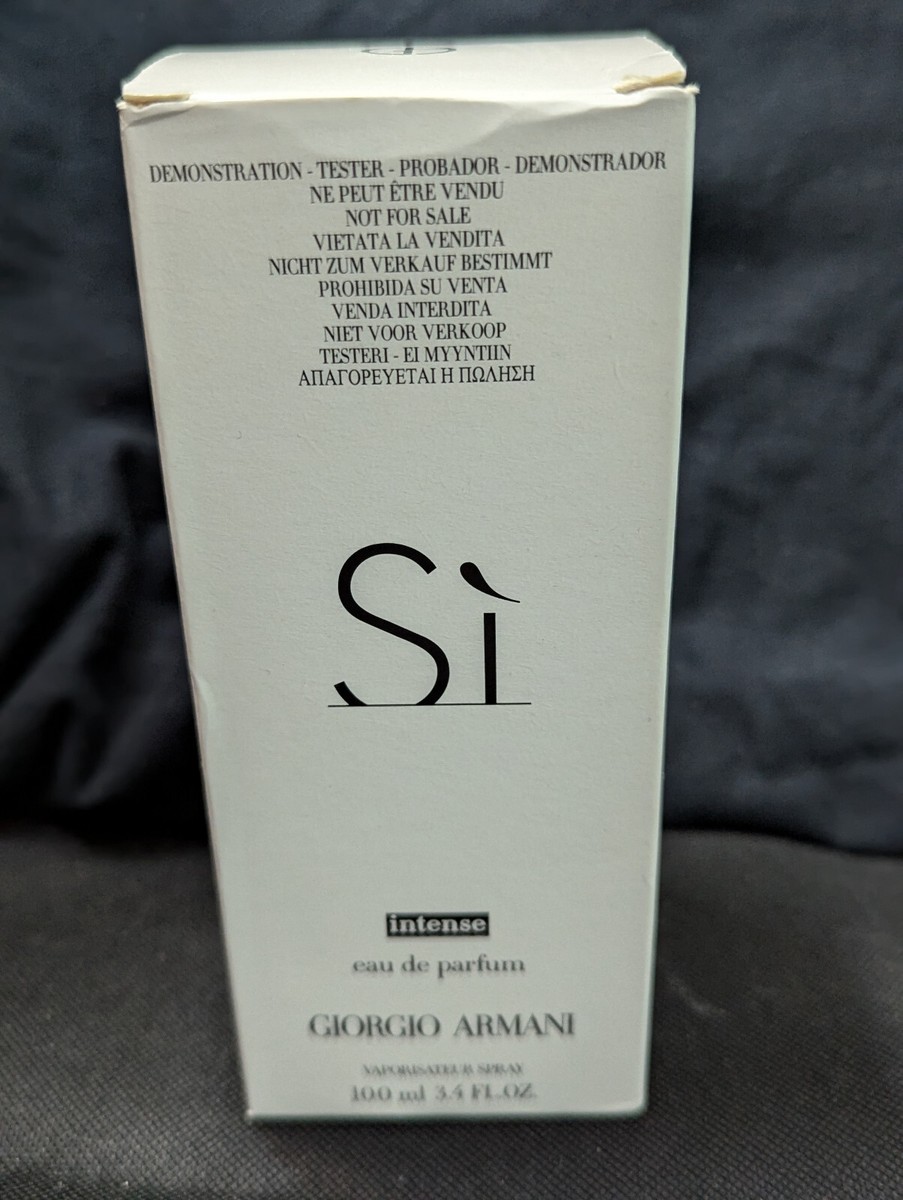 DEMONSTRATION - TESTER - PROBADOR - DEMONSTRADOR
NE PEUT ÊTRE VENDU
NOT FOR SALE
VIETATA LA VENDITA
NICHT ZUM VERKAUF BESTIMMT
PROHIBIDA SU VENTA
VENDA INTERDITA
NIET VOOR VERKOOP
TESTERI - EI MYYNTIIN
ΑΠΑΓΟΡΕΥΕΤΑΙ Η ΠΩΛΗΣΗ
Sì
intense
eau de parfum
GIORGIO ARMANI
VAPORISATEUR SPRAY
100 ml 3.4 FL.OZ.